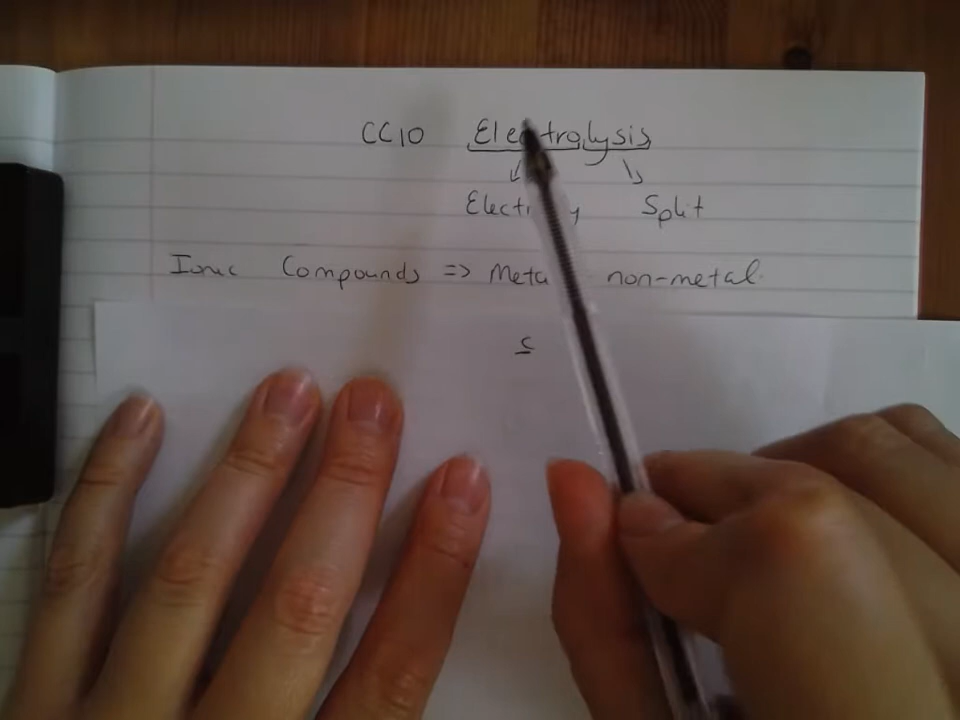 CC10 Electrolysis
Split
Ionic Compounds => non-metal